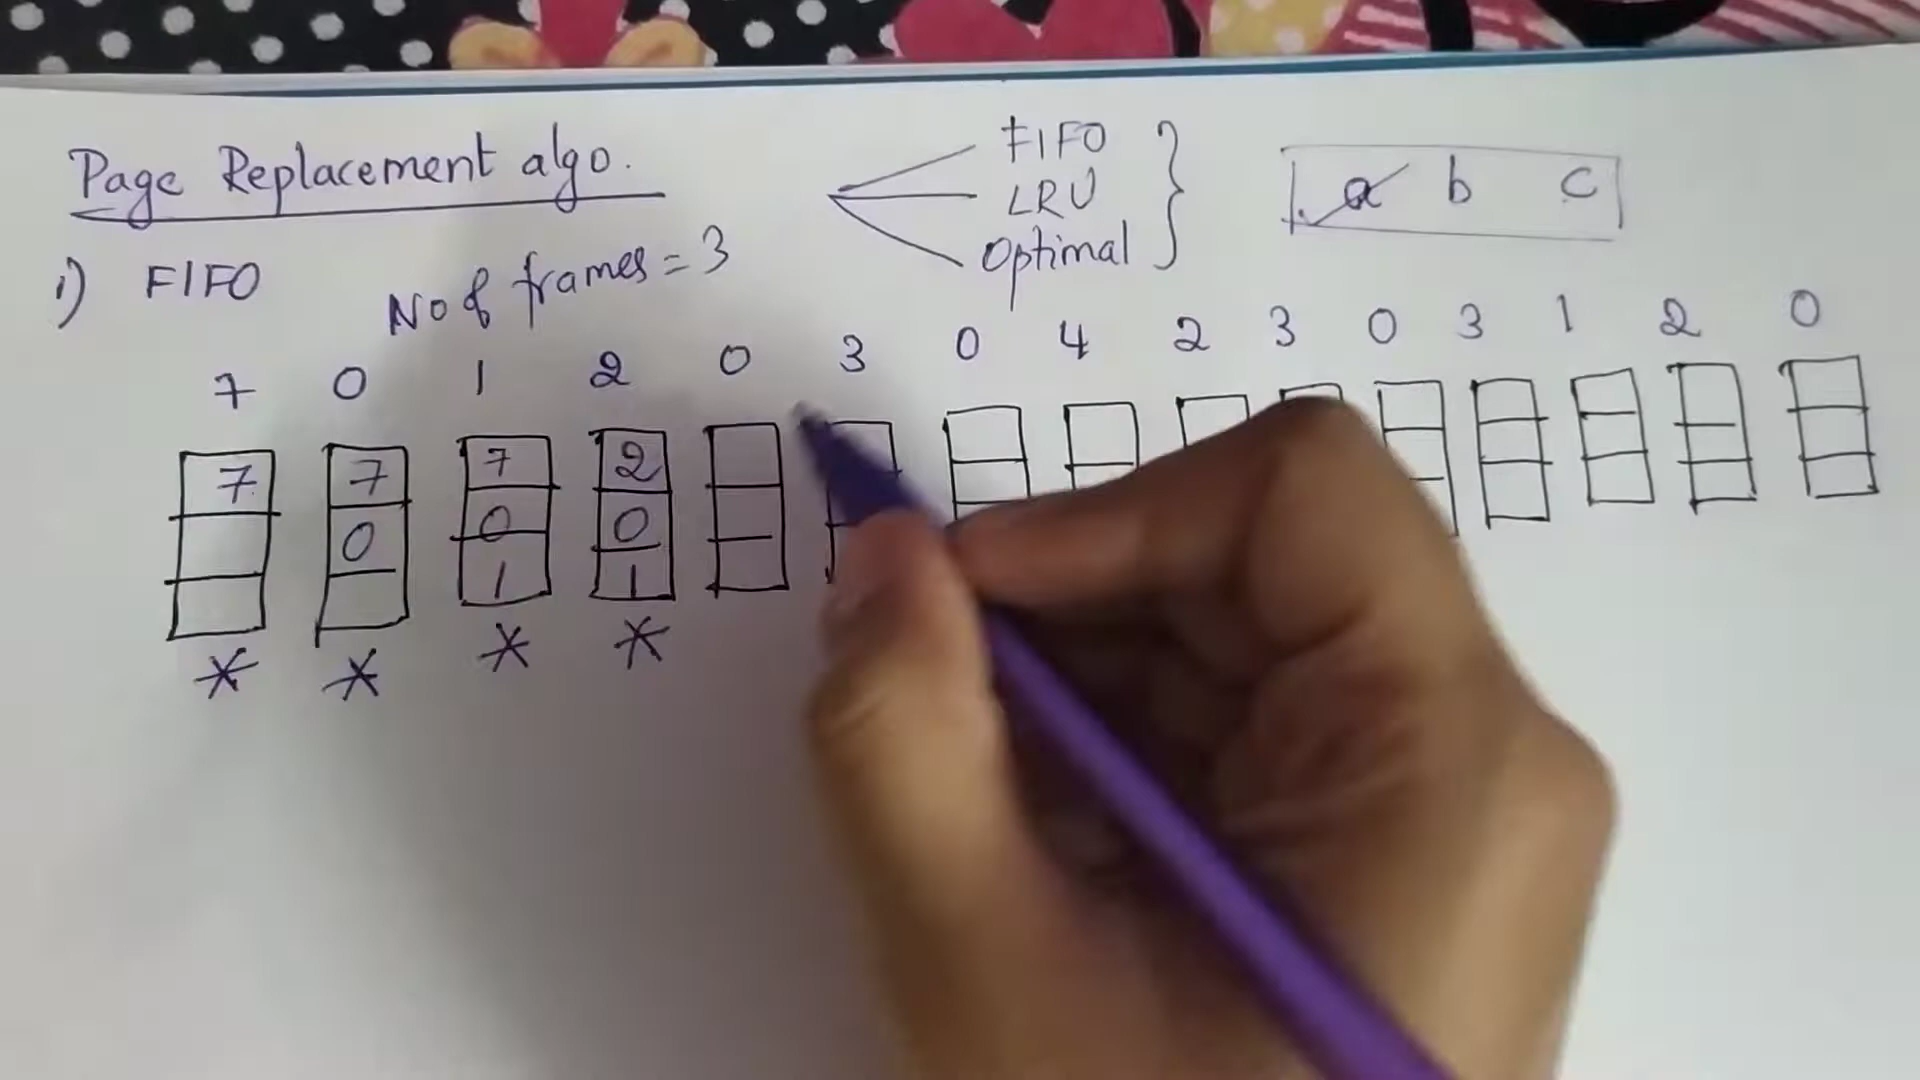 Page Replacement algo.
FIFO
LRU
Optimal
a b c
1) FIFO
No of frames = 3
7 0 1 2 0 3 0 4 2 3 0 3 1 2 0
7 7 7 2
0 0 0
1 1
* * * *